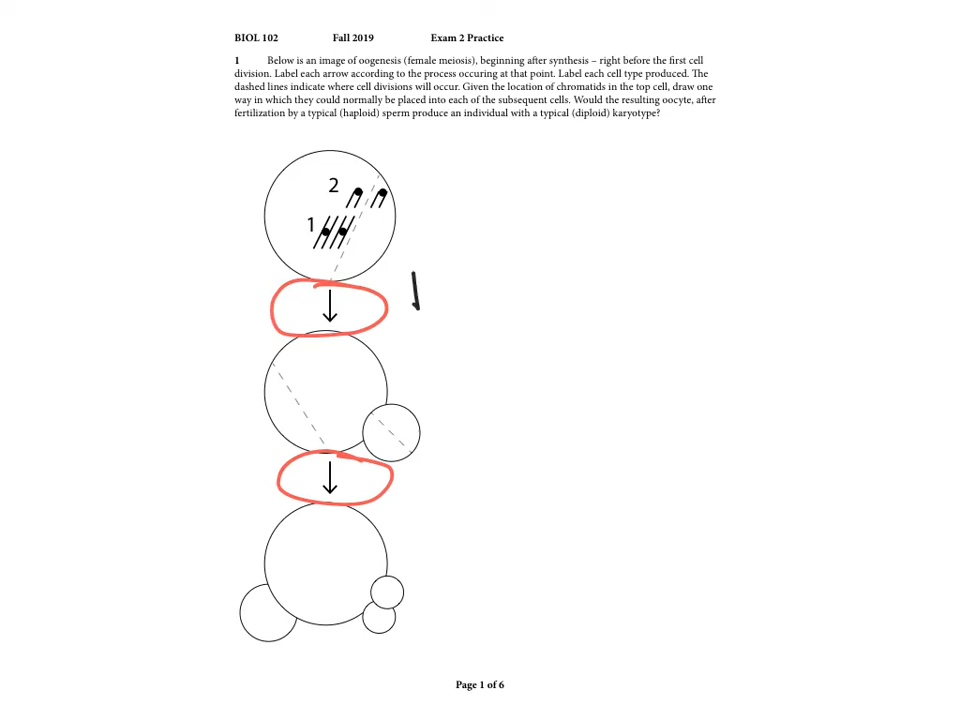 BIOL 102 Fall 2019 Exam 2 Practice
1 Below is an image of oogenesis (female meiosis), beginning after synthesis – right before the first cell
division. Label each arrow according to the process occuring at that point. Label each cell type produced. The
dashed lines indicate where cell divisions will occur. Given the location of chromatids in the top cell, draw one
way in which they could normally be placed into each of the subsequent cells. Would the resulting oocyte, after
fertilization by a typical (haploid) sperm produce an individual with a typical (diploid) karyotype?
2
1
Page 1 of 6